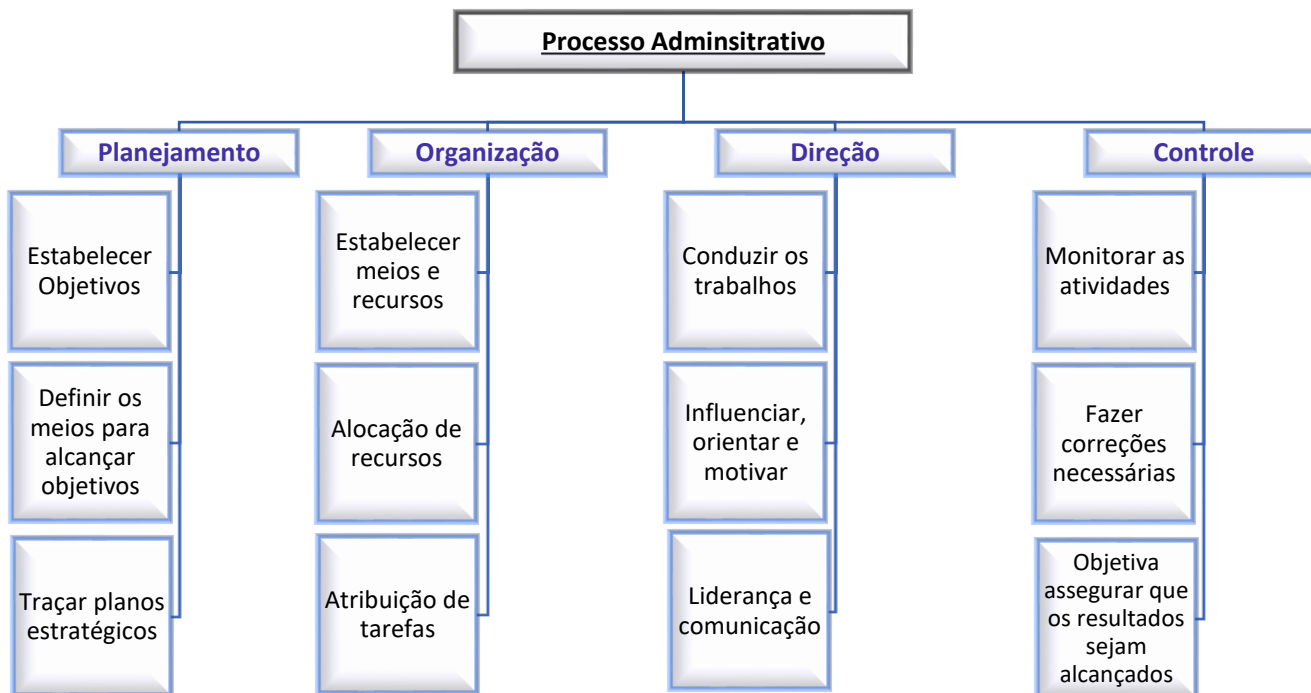 Processo Adminsitrativo
Planejamento
Organização
Direção
Controle
Estabelecer
Objetivos
Estabelecer
meios e
recursos
Conduzir os
trabalhos
Monitorar as
atividades
Definir os
meios para
alcançar
objetivos
Alocação de
recursos
Influenciar,
orientar e
motivar
Fazer
correções
necessárias
Traçar planos
estratégicos
Atribuição de
tarefas
Liderança e
comunicação
Objetiva
assegurar que
os resultados
sejam
alcançados